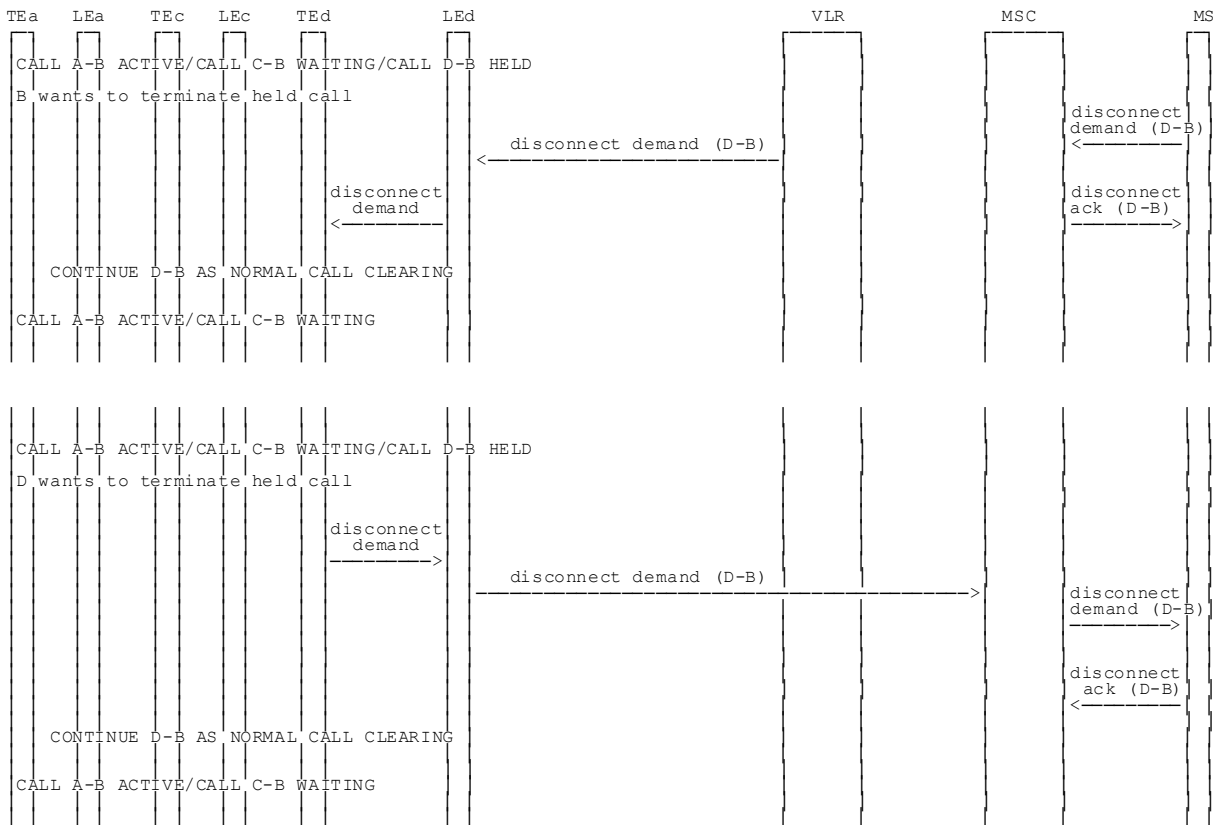 TEa LEa TEc LEc TEd LEd VLR MSC MS
CALL A-B ACTIVE/CALL C-B WAITING/CALL D-B HELD
B wants to terminate held call
disconnect
demand (D-B)
disconnect demand (D-B)
disconnect
demand
disconnect
ack (D-B)
CONTINUE D-B AS NORMAL CALL CLEARING
CALL A-B ACTIVE/CALL C-B WAITING
CALL A-B ACTIVE/CALL C-B WAITING/CALL D-B HELD
D wants to terminate held call
disconnect
demand
disconnect demand (D-B)
disconnect
demand (D-B)
disconnect
ack (D-B)
CONTINUE D-B AS NORMAL CALL CLEARING
CALL A-B ACTIVE/CALL C-B WAITING